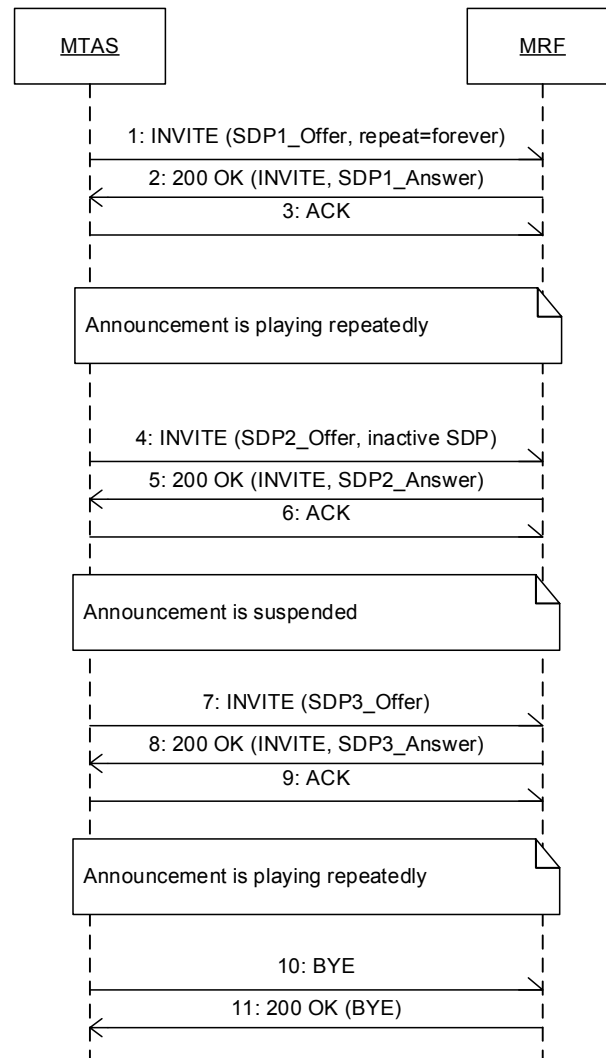 MTAS
MRF
1: INVITE (SDP1_Offer, repeat=forever)
2: 200 OK (INVITE, SDP1_Answer)
3: ACK
Announcement is playing repeatedly
4: INVITE (SDP2_Offer, inactive SDP)
5: 200 OK (INVITE, SDP2_Answer)
6: ACK
Announcement is suspended
7: INVITE (SDP3_Offer)
8: 200 OK (INVITE, SDP3_Answer)
9: ACK
Announcement is playing repeatedly
10: BYE
11: 200 OK (BYE)